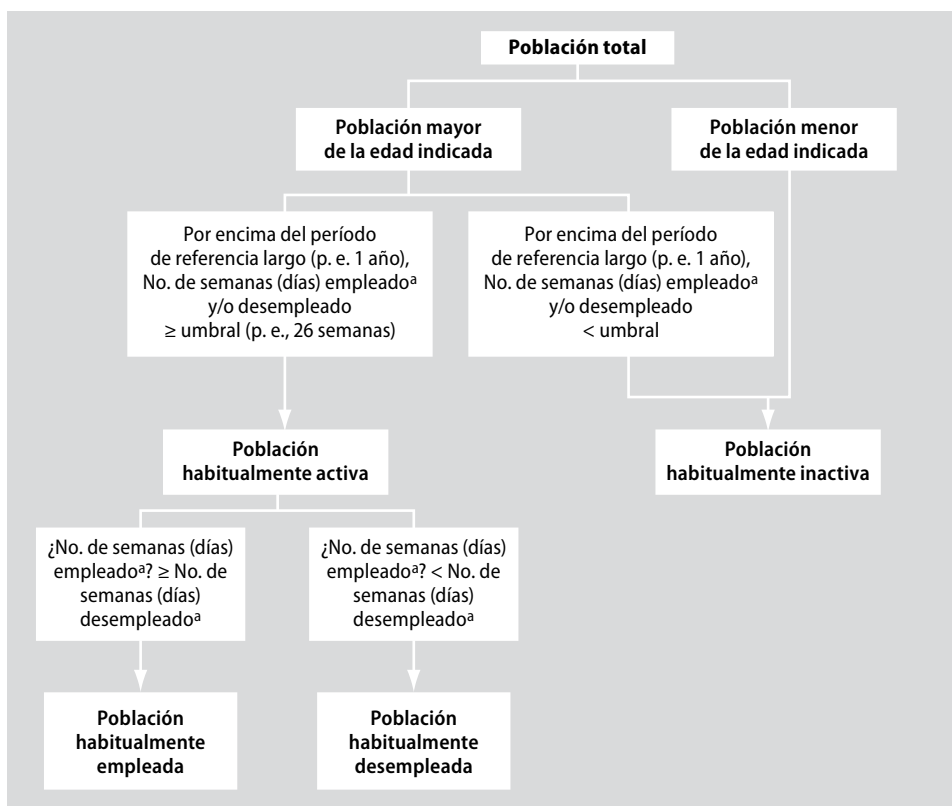 Población total
Población mayor
de la edad indicada
Población menor
de la edad indicada
Por encima del período
de referencia largo (p. e. 1 año),
No. de semanas (días) empleadoᵃ
y/o desempleado
≥ umbral (p. e., 26 semanas)
Por encima del período
de referencia largo (p. e. 1 año),
No. de semanas (días) empleadoᵃ
y/o desempleado
< umbral
Población
habitualmente activa
Población
habitualmente inactiva
¿No. de semanas (días)
empleadoᵃ? ≥ No. de
semanas (días)
desempleadoᵃ
¿No. de semanas (días)
empleadoᵃ? < No. de
semanas (días)
desempleadoᵃ
Población
habitualmente
empleada
Población
habitualmente
desempleada